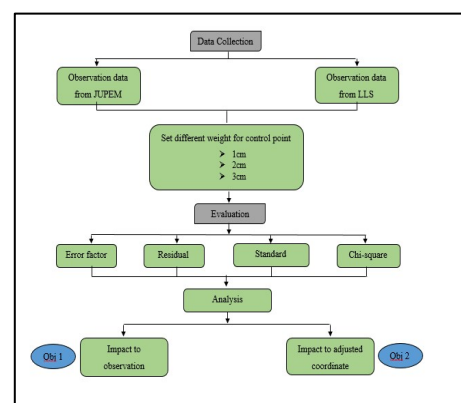 Data Collection
Observation data
from JUPEM
Observation data
from LLS
Set different weight for control point
➤ 1cm
➤ 2cm
➤ 3cm
Evaluation
Error factor
Residual
Standard
Chi-square
Analysis
Obj 1
Impact to
observation
Impact to adjusted
coordinate
Obj 2